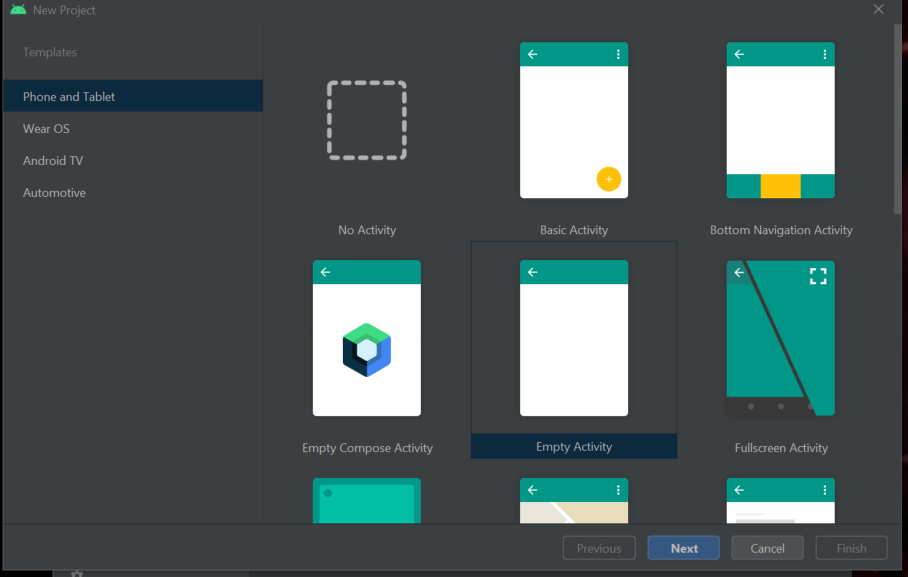 New Project
Templates
Phone and Tablet
Wear OS
Android TV
Automotive
No Activity
Basic Activity
Bottom Navigation Activity
Empty Compose Activity
Empty Activity
Fullscreen Activity
Previous
Next
Cancel
Finish